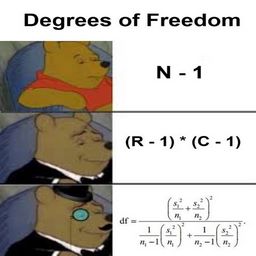 Degrees of Freedom
N - 1
(R - 1) * (C - 1)
df = (s₁²/n₁ + s₂²/n₂)² / (1/(n₁−1) (s₁²/n₁)² + 1/(n₂−1) (s₂²/n₂)²).